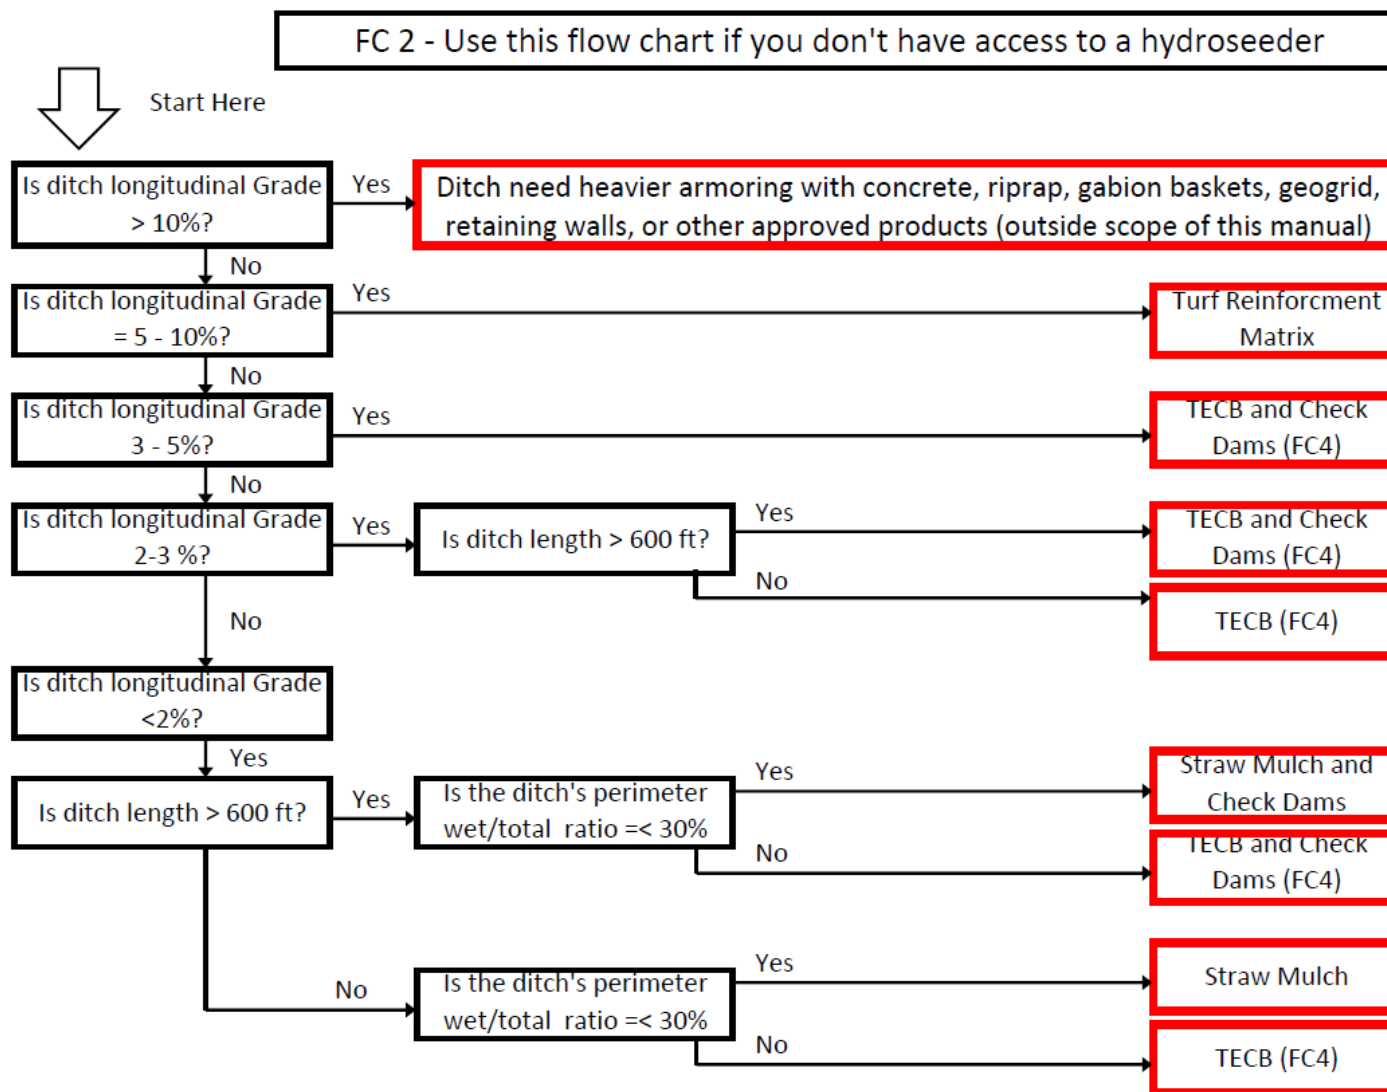 FC 2 - Use this flow chart if you don't have access to a hydroseeder
Start Here
Is ditch longitudinal Grade
> 10%?
Yes
Ditch need heavier armoring with concrete, riprap, gabion baskets, geogrid,
retaining walls, or other approved products (outside scope of this manual)
No
Is ditch longitudinal Grade
= 5 - 10%?
Yes
Turf Reinforcment
Matrix
No
Is ditch longitudinal Grade
3 - 5%?
Yes
TECB and Check
Dams (FC4)
No
Is ditch longitudinal Grade
2-3 %?
Yes
Is ditch length > 600 ft?
Yes
TECB and Check
Dams (FC4)
No
TECB (FC4)
No
Is ditch longitudinal Grade
<2%?
Yes
Is ditch length > 600 ft?
Yes
Is the ditch's perimeter
wet/total ratio =< 30%
Yes
Straw Mulch and
Check Dams
No
TECB and Check
Dams (FC4)
No
Is the ditch's perimeter
wet/total ratio =< 30%
Yes
Straw Mulch
No
TECB (FC4)